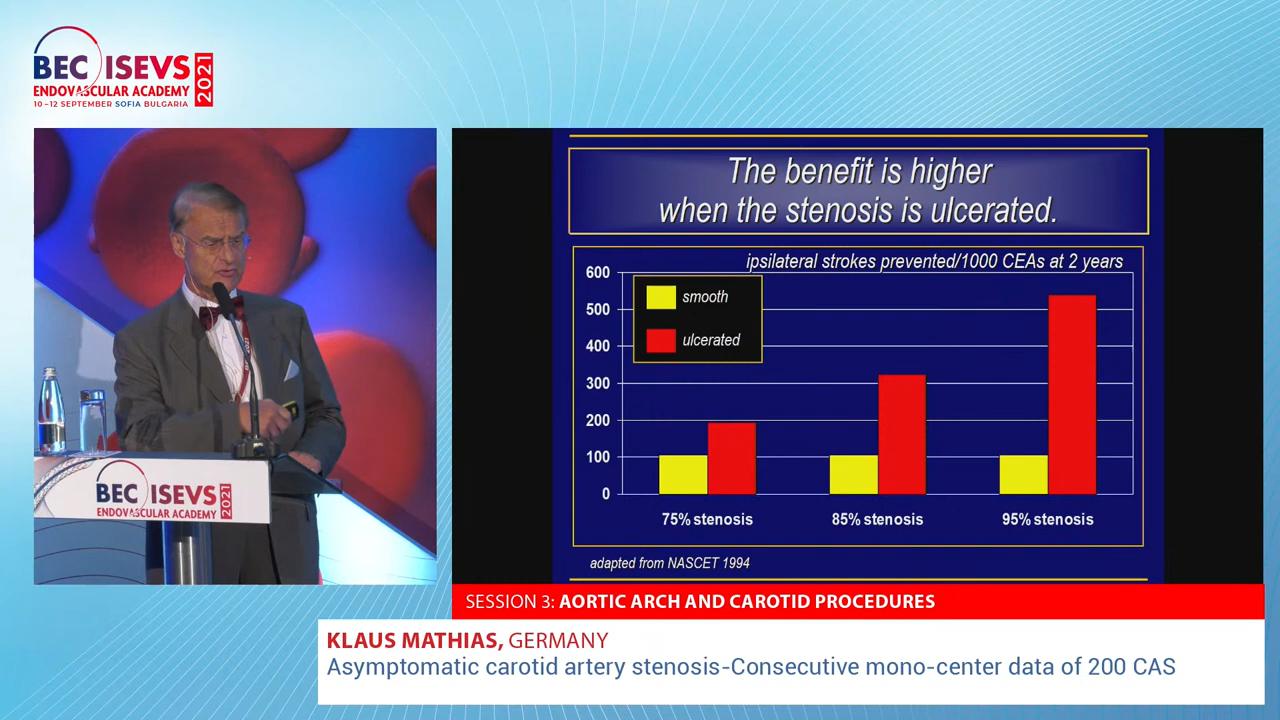 BEC ISEVS
ENDOVASCULAR ACADEMY
2021
10–12 SEPTEMBER SOFIA BULGARIA
BEC ISEVS
ENDOVASCULAR ACADEMY
2021
The benefit is higher
when the stenosis is ulcerated.
ipsilateral strokes prevented/1000 CEAs at 2 years
600
500
400
300
200
100
0
smooth
ulcerated
75% stenosis
85% stenosis
95% stenosis
adapted from NASCET 1994
SESSION 3: AORTIC ARCH AND CAROTID PROCEDURES
KLAUS MATHIAS, GERMANY
Asymptomatic carotid artery stenosis-Consecutive mono-center data of 200 CAS